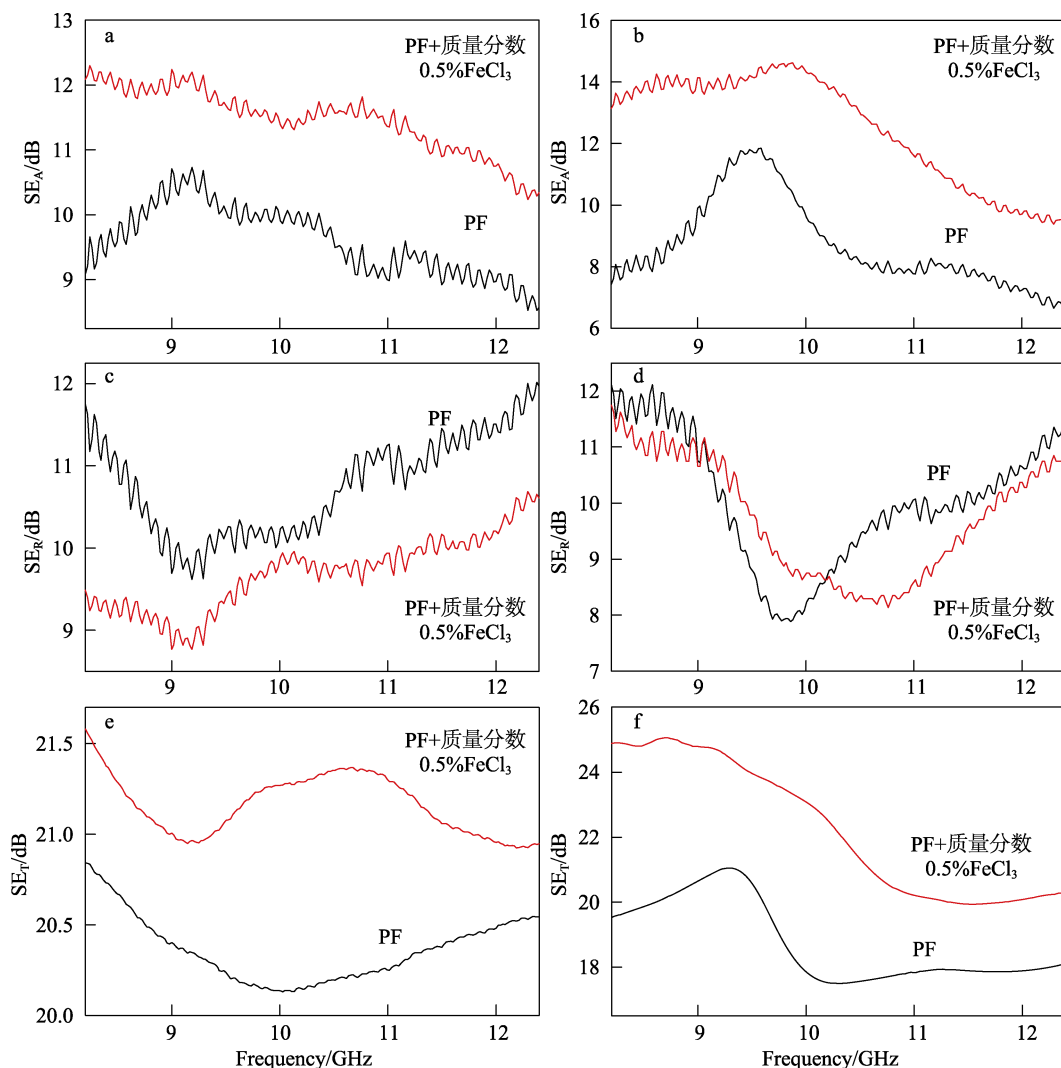 a
PF+质量分数
0.5%FeCl₃
PF
SE_A/dB
13
12
11
10
9
9
10
11
12
b
PF+质量分数
0.5%FeCl₃
PF
SE_A/dB
16
14
12
10
8
6
9
10
11
12
c
PF
PF+质量分数
0.5%FeCl₃
SE_R/dB
12
11
10
9
9
10
11
12
d
PF
PF+质量分数
0.5%FeCl₃
SE_R/dB
12
11
10
9
8
7
9
10
11
12
e
PF+质量分数
0.5%FeCl₃
PF
SE_T/dB
21.5
21.0
20.5
20.0
9
10
11
12
Frequency/GHz
f
PF+质量分数
0.5%FeCl₃
PF
SE_T/dB
26
24
22
20
18
9
10
11
12
Frequency/GHz